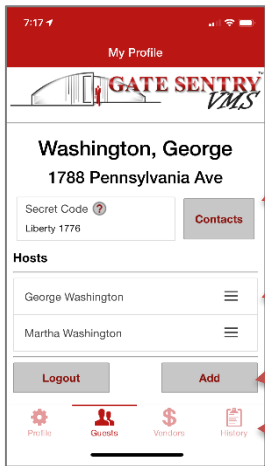 7:17
My Profile
GATE SENTRY
VMS
Washington, George
1788 Pennsylvania Ave
Secret Code ?
Liberty 1776
Contacts
Hosts
George Washington
Martha Washington
Logout Add
Profile Guests Vendors History